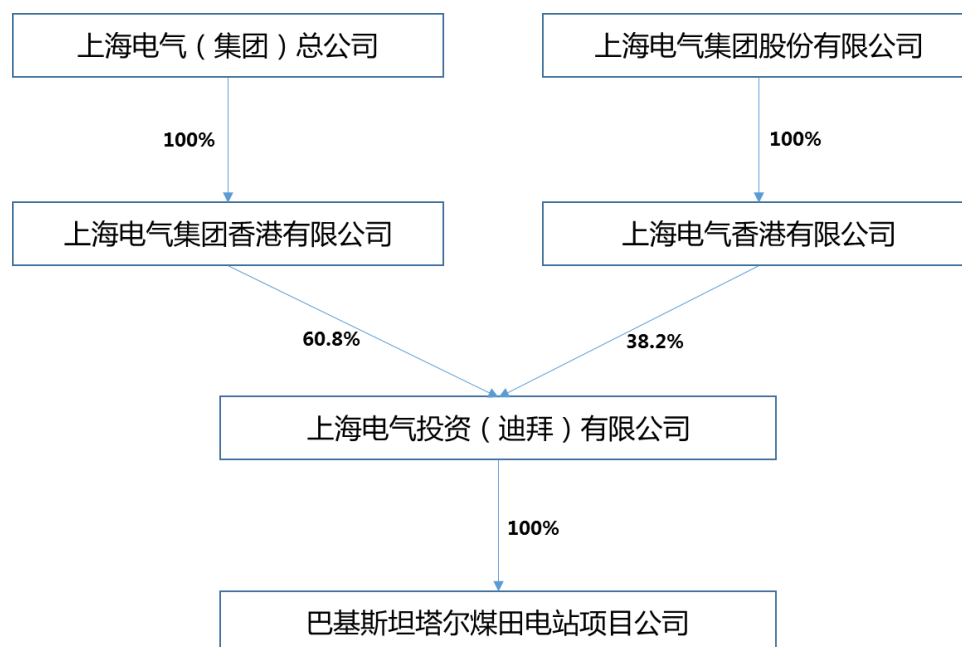 上海电气（集团）总公司
上海电气集团股份有限公司
100%
100%
上海电气集团香港有限公司
上海电气香港有限公司
60.8%
38.2%
上海电气投资（迪拜）有限公司
100%
巴基斯坦塔尔煤田电站项目公司